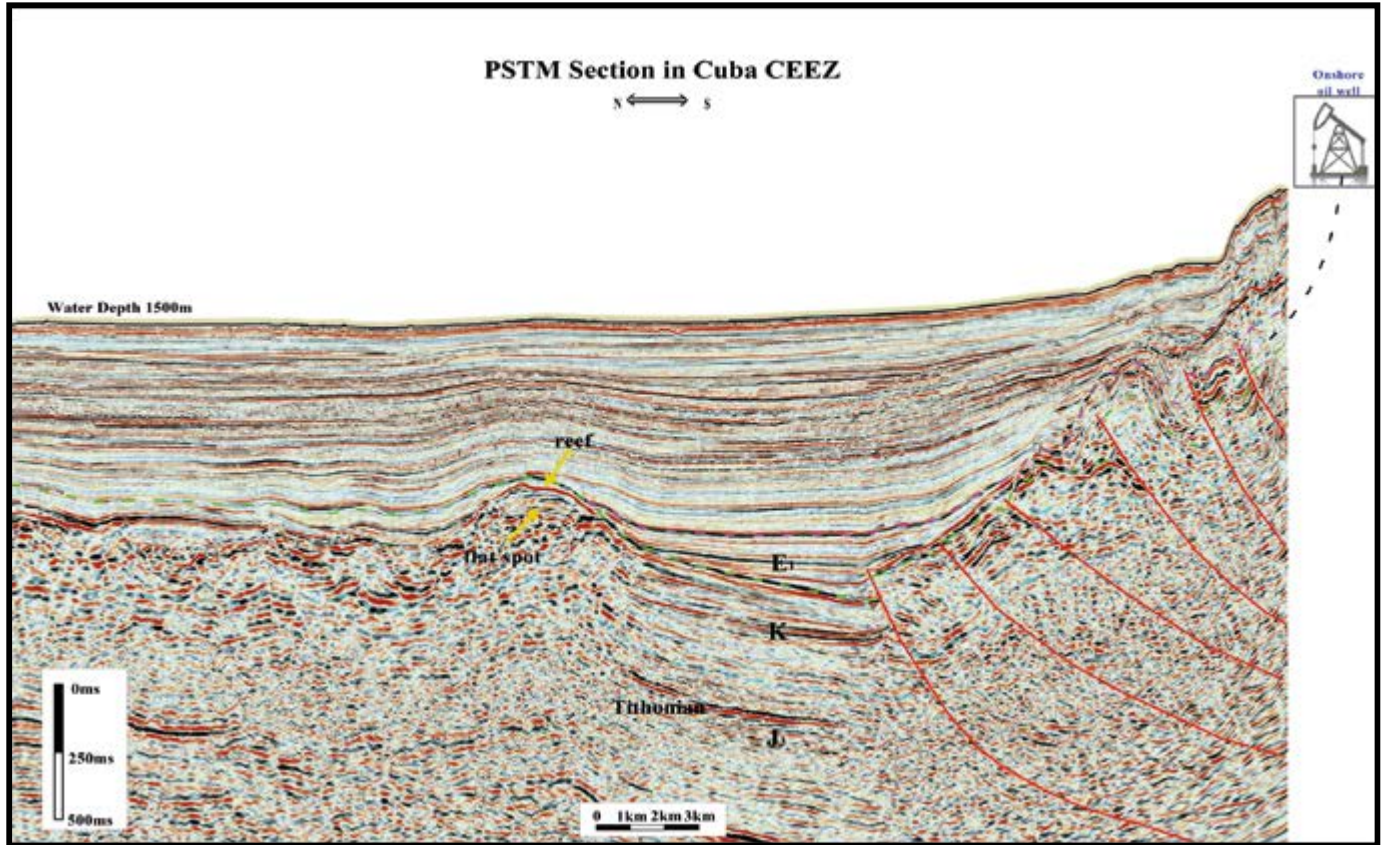 PSTM Section in Cuba CEEZ
N S
Onshore
oil well
Water Depth 1500m
reef
flat spot
E1
K
Tithonian
J3
0ms
250ms
500ms
0 1km 2km 3km